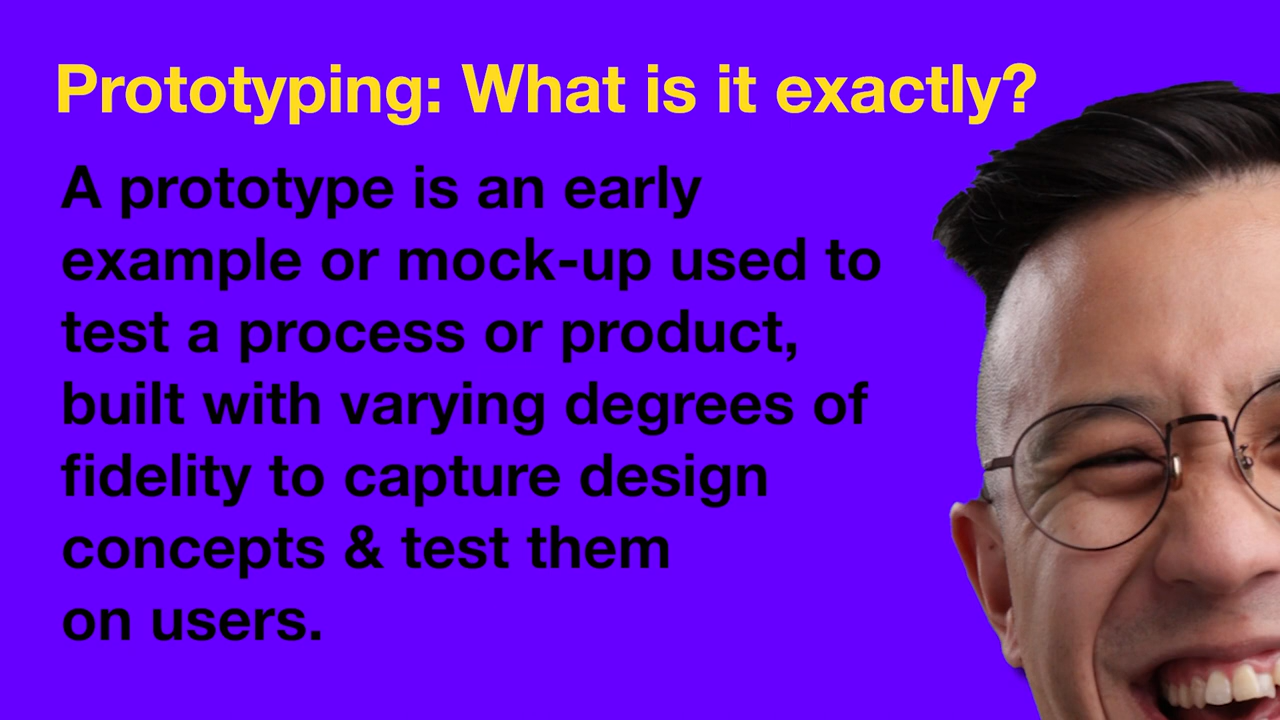 Prototyping: What is it exactly?
A prototype is an early
example or mock-up used to
test a process or product,
built with varying degrees of
fidelity to capture design
concepts & test them
on users.